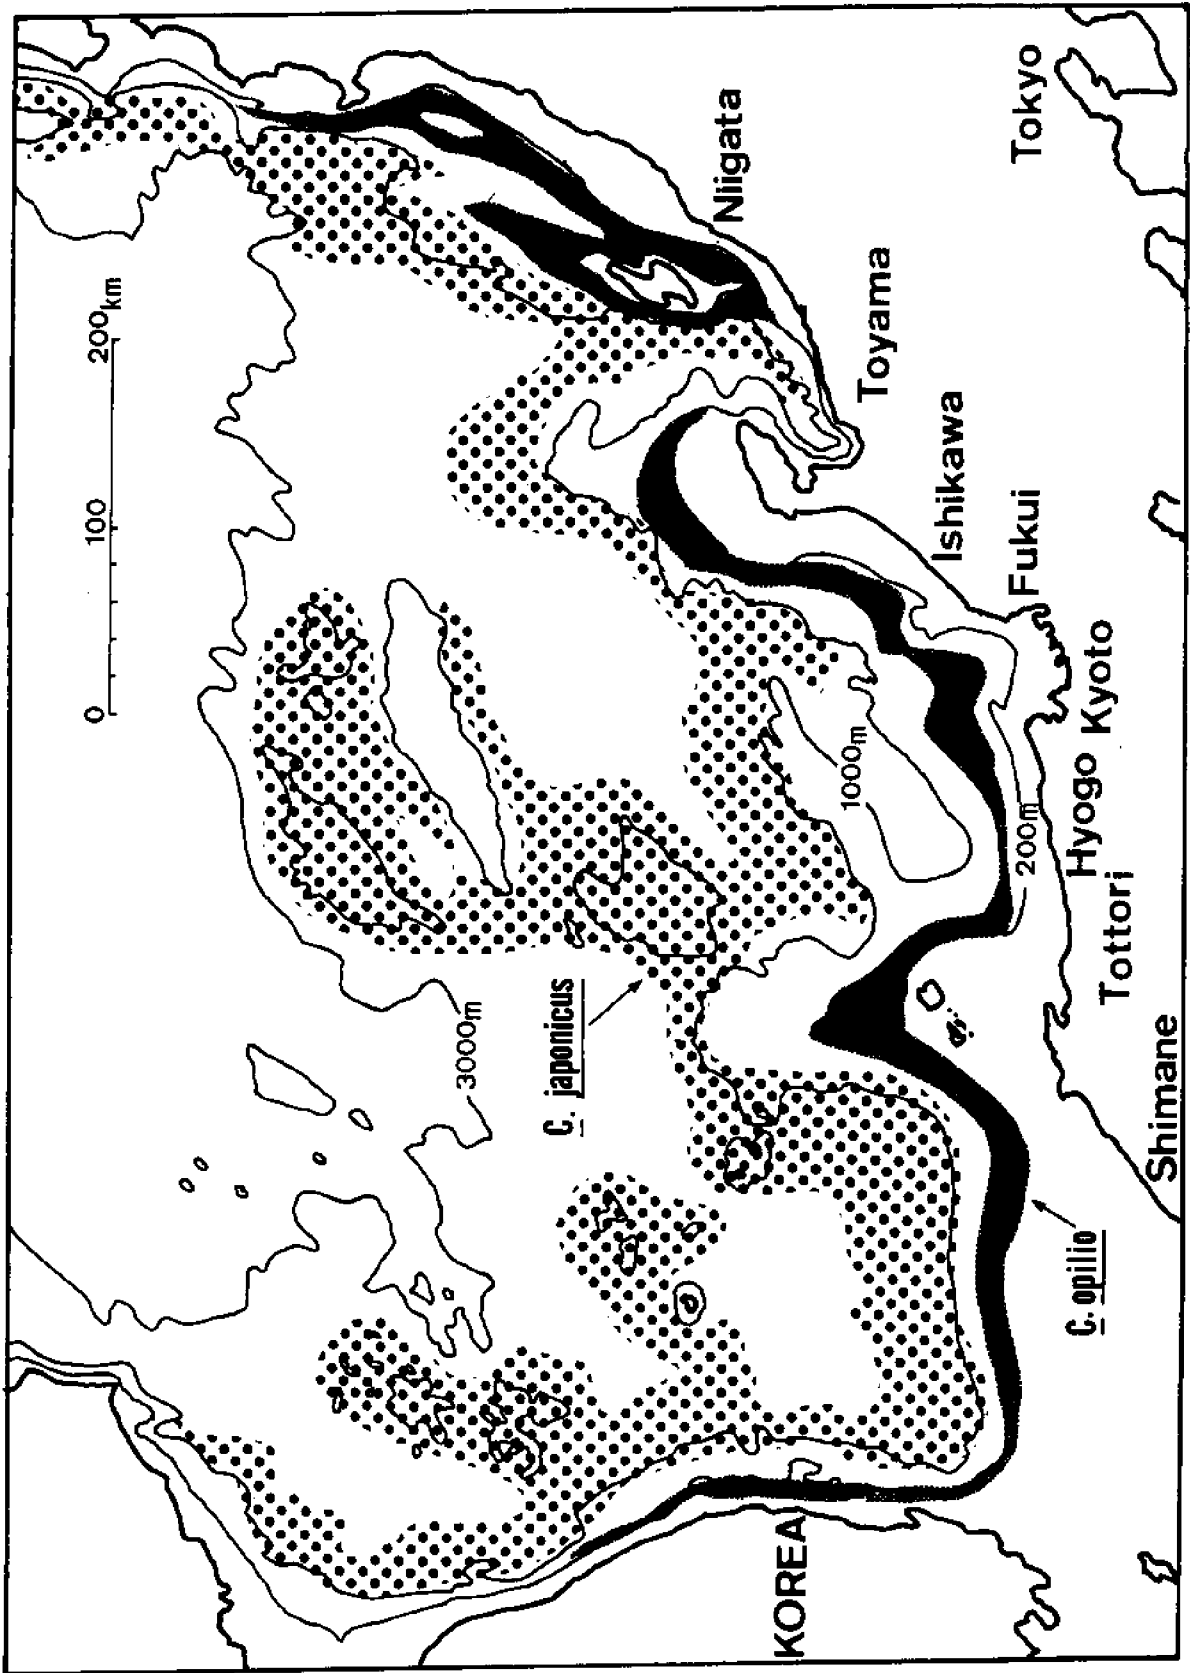 0 100 200km
3000m
C. japonicus
1000m
200m
C. opilio
KOREA
Shimane
Tottori
Hyogo
Kyoto
Fukui
Ishikawa
Toyama
Niigata
Tokyo